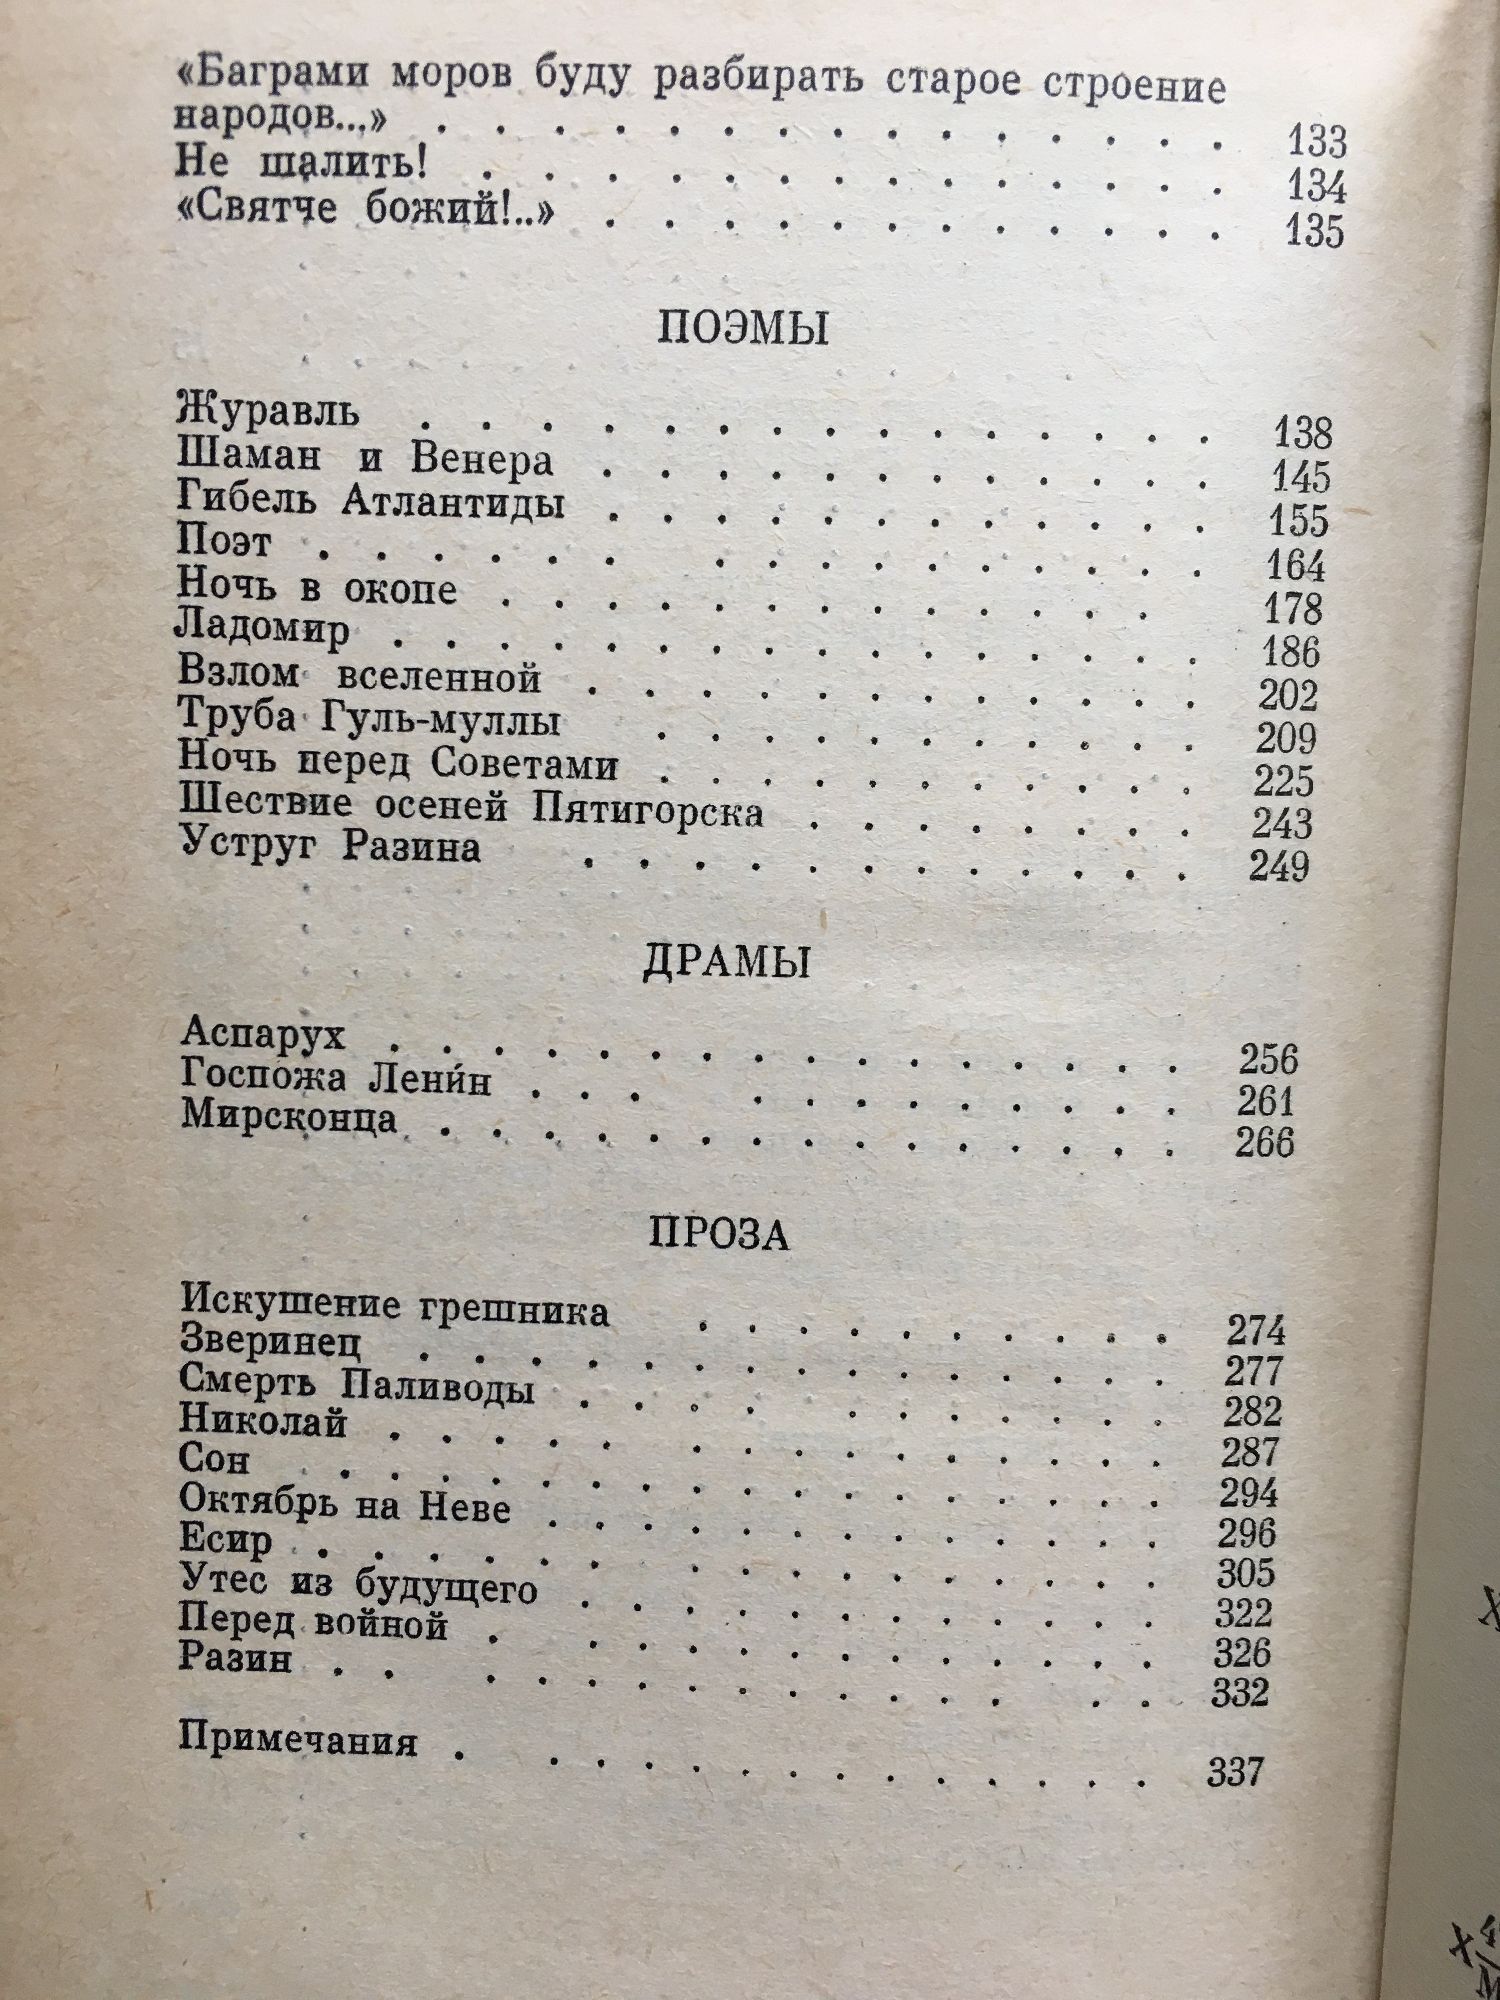 «Баграми моров буду разбирать старое строение
народов...» . . . . . . . . . . . . . . . 133
Не шалить! . . . . . . . . . . . . . . 134
«Святче божий!..» . . . . . . . . . . . . 135
ПОЭМЫ
Журавль . . . . . . . . . . . . . . . 138
Шаман и Венера . . . . . . . . . . . . 145
Гибель Атлантиды . . . . . . . . . . . . 155
Поэт . . . . . . . . . . . . . . . . 164
Ночь в окопе . . . . . . . . . . . . . 178
Ладомир . . . . . . . . . . . . . . . . 186
Взлом вселенной . . . . . . . . . . . . 202
Труба Гуль-муллы . . . . . . . . . . . 209
Ночь перед Советами . . . . . . . . . . . 225
Шествие осеней Пятигорска . . . . . . . . 243
Уструг Разина . . . . . . . . . . . . 249
ДРАМЫ
Аспарух . . . . . . . . . . . . . . . . 256
Госпожа Лени́н . . . . . . . . . . . . 261
Мирсконца . . . . . . . . . . . . . . . 266
ПРОЗА
Искушение грешника . . . . . . . . . . 274
Зверинец . . . . . . . . . . . . . . 277
Смерть Паливоды . . . . . . . . . . . 282
Николай . . . . . . . . . . . . . . . 287
Сон . . . . . . . . . . . . . . . . . 294
Октябрь на Неве . . . . . . . . . . . . . 296
Есир . . . . . . . . . . . . . . . . 305
Утес из будущего . . . . . . . . . . . . 322
Перед войной . . . . . . . . . . . . . 326
Разин . . . . . . . . . . . . . . . 332
Примечания . . . . . . . . . . . . . . 337